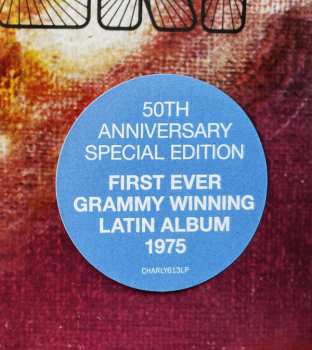 50TH
ANNIVERSARY
SPECIAL EDITION
FIRST EVER
GRAMMY WINNING
LATIN ALBUM
1975
CHARLY613LP